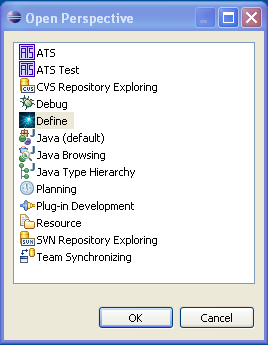 Open Perspective
ATS
ATS Test
CVS Repository Exploring
Debug
Define
Java (default)
Java Browsing
Java Type Hierarchy
Planning
Plug-in Development
Resource
SVN Repository Exploring
Team Synchronizing
OK
Cancel